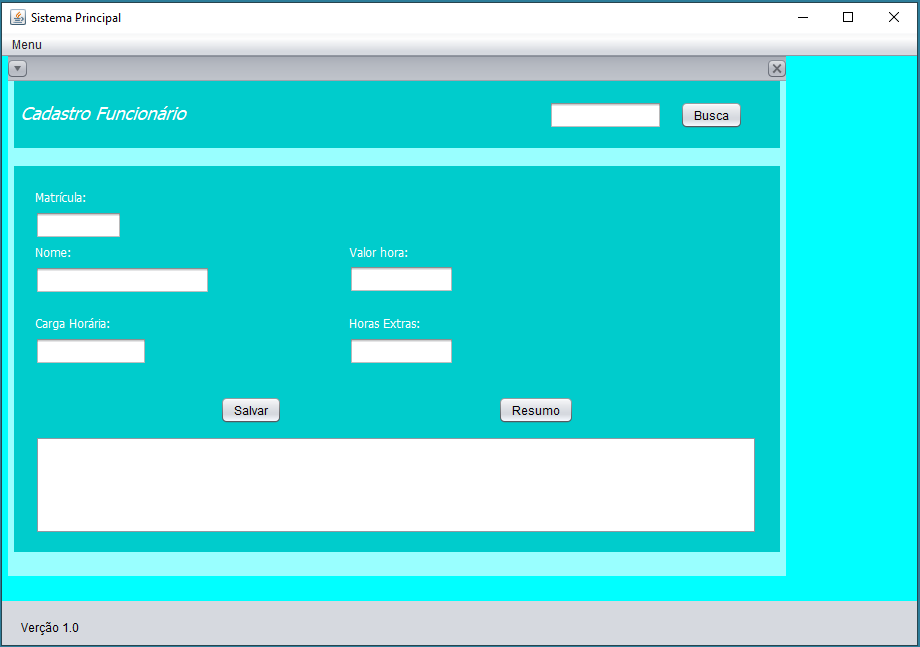 Sistema Principal
Menu
Cadastro Funcionário
Busca
Matrícula:
Nome:
Valor hora:
Carga Horária:
Horas Extras:
Salvar
Resumo
Verção 1.0